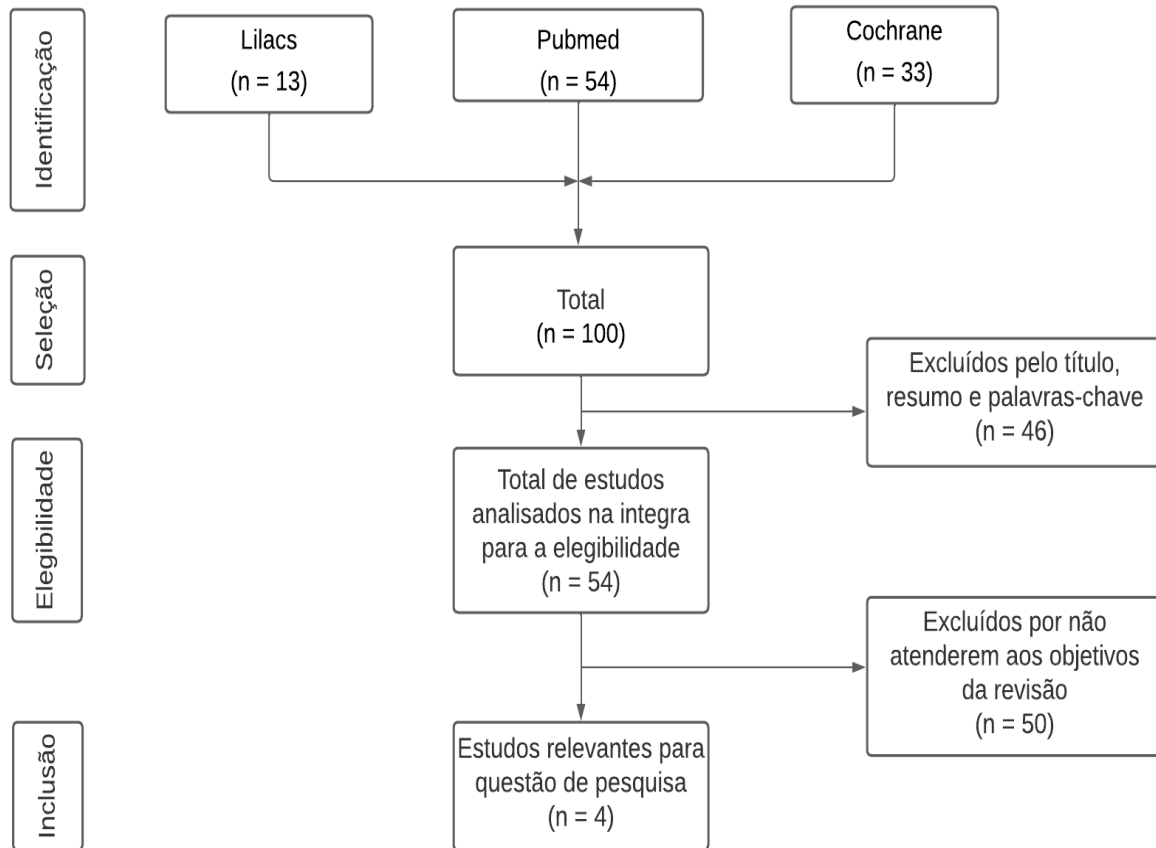 Identificação
Lilacs
(n = 13)
Pubmed
(n = 54)
Cochrane
(n = 33)
Seleção
Total
(n = 100)
Excluídos pelo título,
resumo e palavras-chave
(n = 46)
Elegibilidade
Total de estudos
analisados na integra
para a elegibilidade
(n = 54)
Excluídos por não
atenderem aos objetivos
da revisão
(n = 50)
Inclusão
Estudos relevantes para
questão de pesquisa
(n = 4)